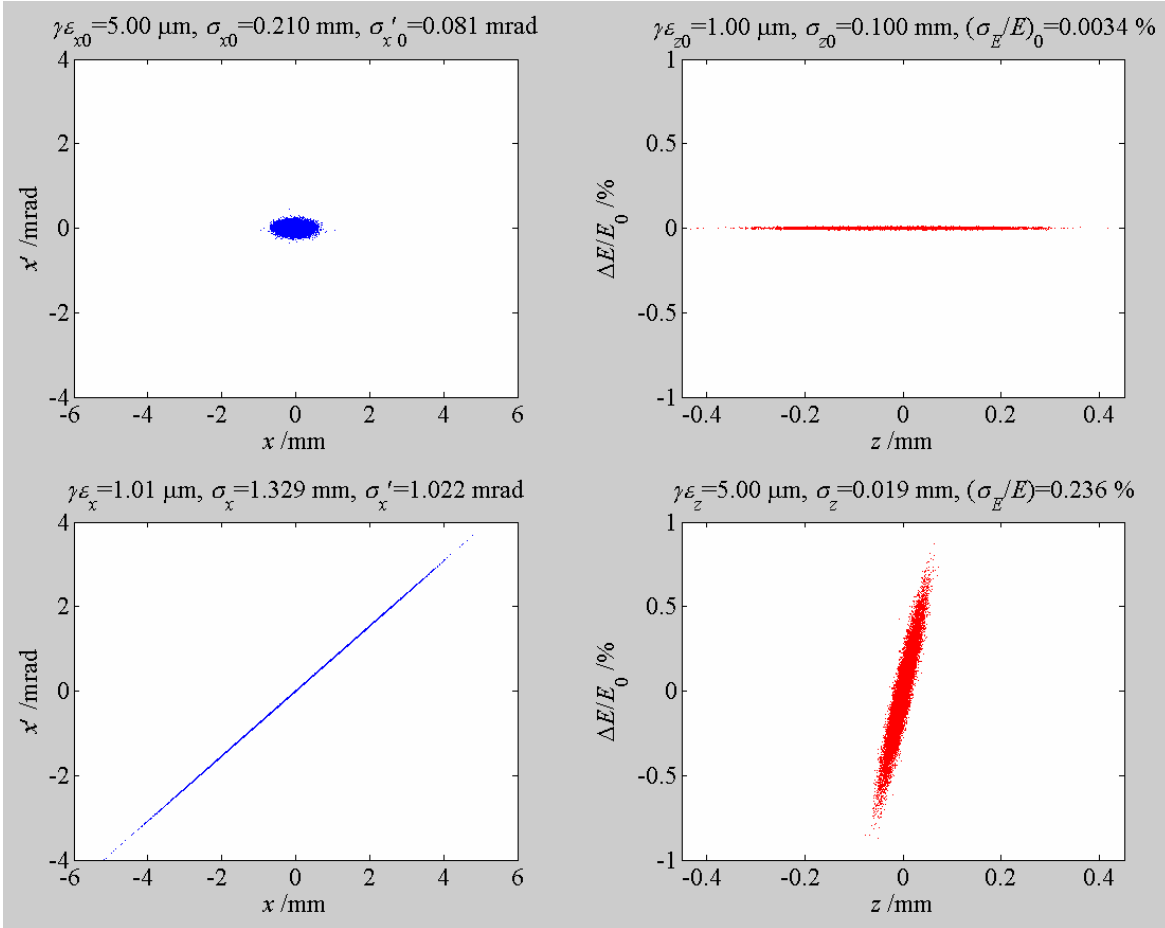 γε_x0=5.00 µm, σ_x0=0.210 mm, σ_x′_0=0.081 mrad
4
2
0
-2
-4
x′ /mrad
-6 -4 -2 0 2 4 6
x /mm
γε_z0=1.00 µm, σ_z0=0.100 mm, (σ_E/E)_0=0.0034 %
1
0.5
0
-0.5
-1
ΔE/E_0 /%
-0.4 -0.2 0 0.2 0.4
z /mm
γε_x=1.01 µm, σ_x=1.329 mm, σ_x′=1.022 mrad
4
2
0
-2
-4
x′ /mrad
-6 -4 -2 0 2 4 6
x /mm
γε_z=5.00 µm, σ_z=0.019 mm, (σ_E/E)=0.236 %
1
0.5
0
-0.5
-1
ΔE/E_0 /%
-0.4 -0.2 0 0.2 0.4
z /mm